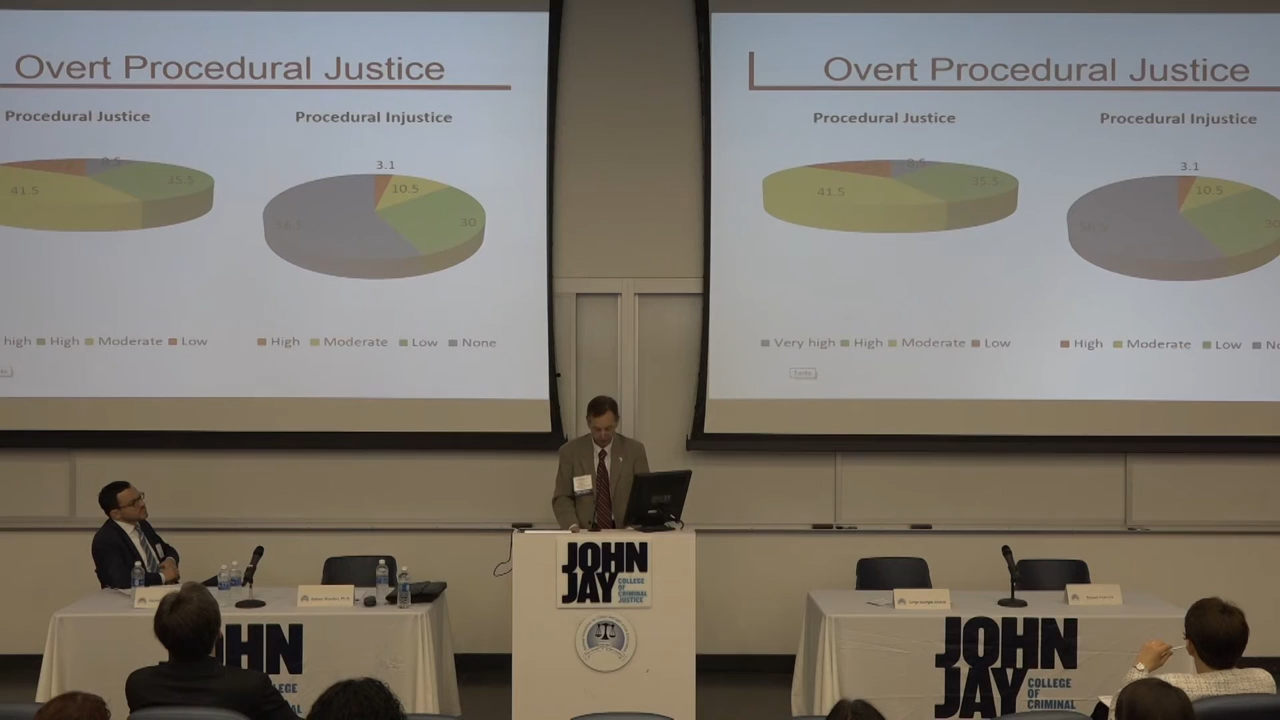 Overt Procedural Justice
Procedural Justice
Procedural Injustice
41.5
35.5
3.1
10.5
30
high High Moderate Low
High Moderate Low None
Overt Procedural Justice
Procedural Justice
Procedural Injustice
41.5
35.5
3.1
10.5
Very high High Moderate Low
High Moderate Low
JOHN
JAY
COLLEGE
OF
CRIMINAL
JUSTICE
JOHN
JAY
COLLEGE
OF
CRIMINAL